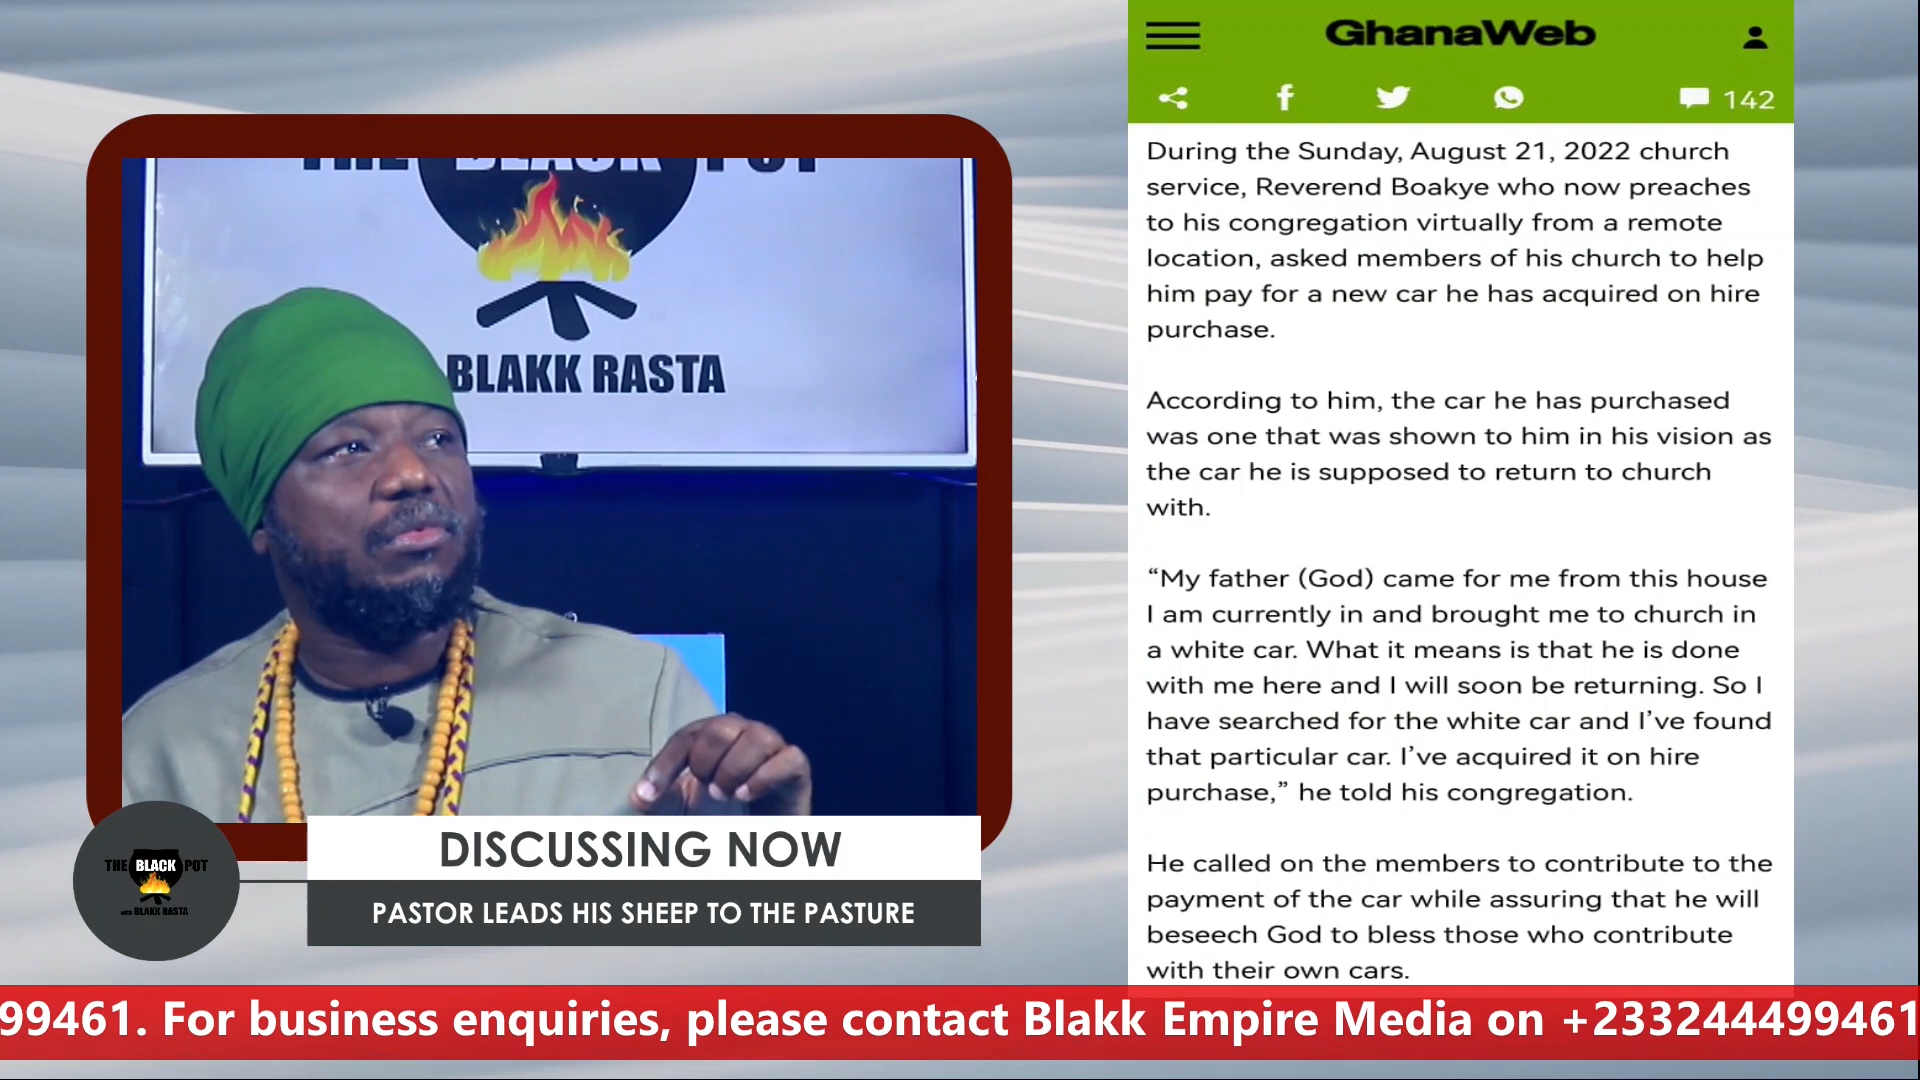 THE BLACK POT
BLAKK RASTA
THE BLACK POT
WITH BLAKK RASTA
DISCUSSING NOW
PASTOR LEADS HIS SHEEP TO THE PASTURE
GhanaWeb
142
During the Sunday, August 21, 2022 church
service, Reverend Boakye who now preaches
to his congregation virtually from a remote
location, asked members of his church to help
him pay for a new car he has acquired on hire
purchase.
According to him, the car he has purchased
was one that was shown to him in his vision as
the car he is supposed to return to church
with.
“My father (God) came for me from this house
I am currently in and brought me to church in
a white car. What it means is that he is done
with me here and I will soon be returning. So I
have searched for the white car and I’ve found
that particular car. I’ve acquired it on hire
purchase,” he told his congregation.
He called on the members to contribute to the
payment of the car while assuring that he will
beseech God to bless those who contribute
with their own cars.
99461. For business enquiries, please contact Blakk Empire Media on +233244499461